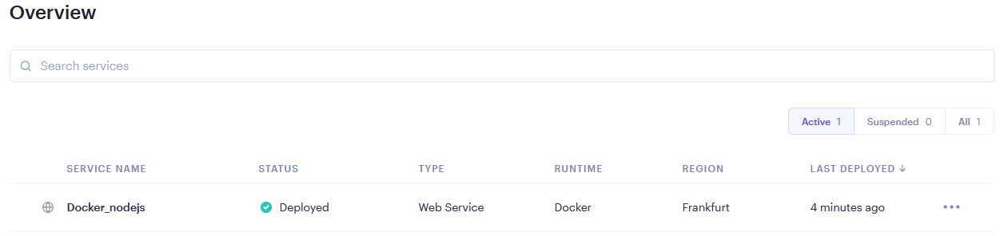 Overview
Search services
Active 1 Suspended 0 All 1
SERVICE NAME STATUS TYPE RUNTIME REGION LAST DEPLOYED ↓
Docker_nodejs Deployed Web Service Docker Frankfurt 4 minutes ago